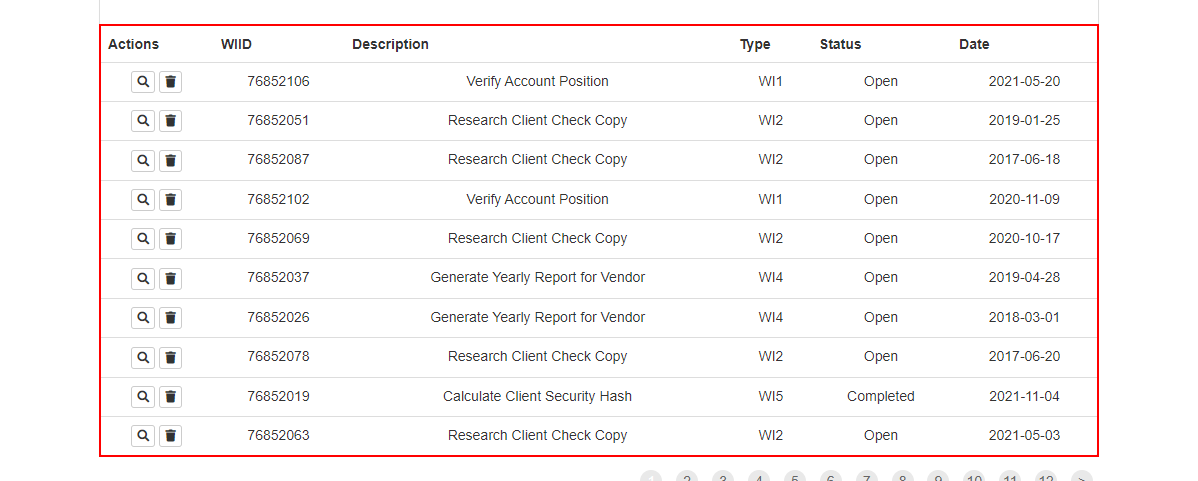 Actions WIID Description Type Status Date
76852106 Verify Account Position WI1 Open 2021-05-20
76852051 Research Client Check Copy WI2 Open 2019-01-25
76852087 Research Client Check Copy WI2 Open 2017-06-18
76852102 Verify Account Position WI1 Open 2020-11-09
76852069 Research Client Check Copy WI2 Open 2020-10-17
76852037 Generate Yearly Report for Vendor WI4 Open 2019-04-28
76852026 Generate Yearly Report for Vendor WI4 Open 2018-03-01
76852078 Research Client Check Copy WI2 Open 2017-06-20
76852019 Calculate Client Security Hash WI5 Completed 2021-11-04
76852063 Research Client Check Copy WI2 Open 2021-05-03
1 2 3 4 5 6 7 8 9 10 11 12 >